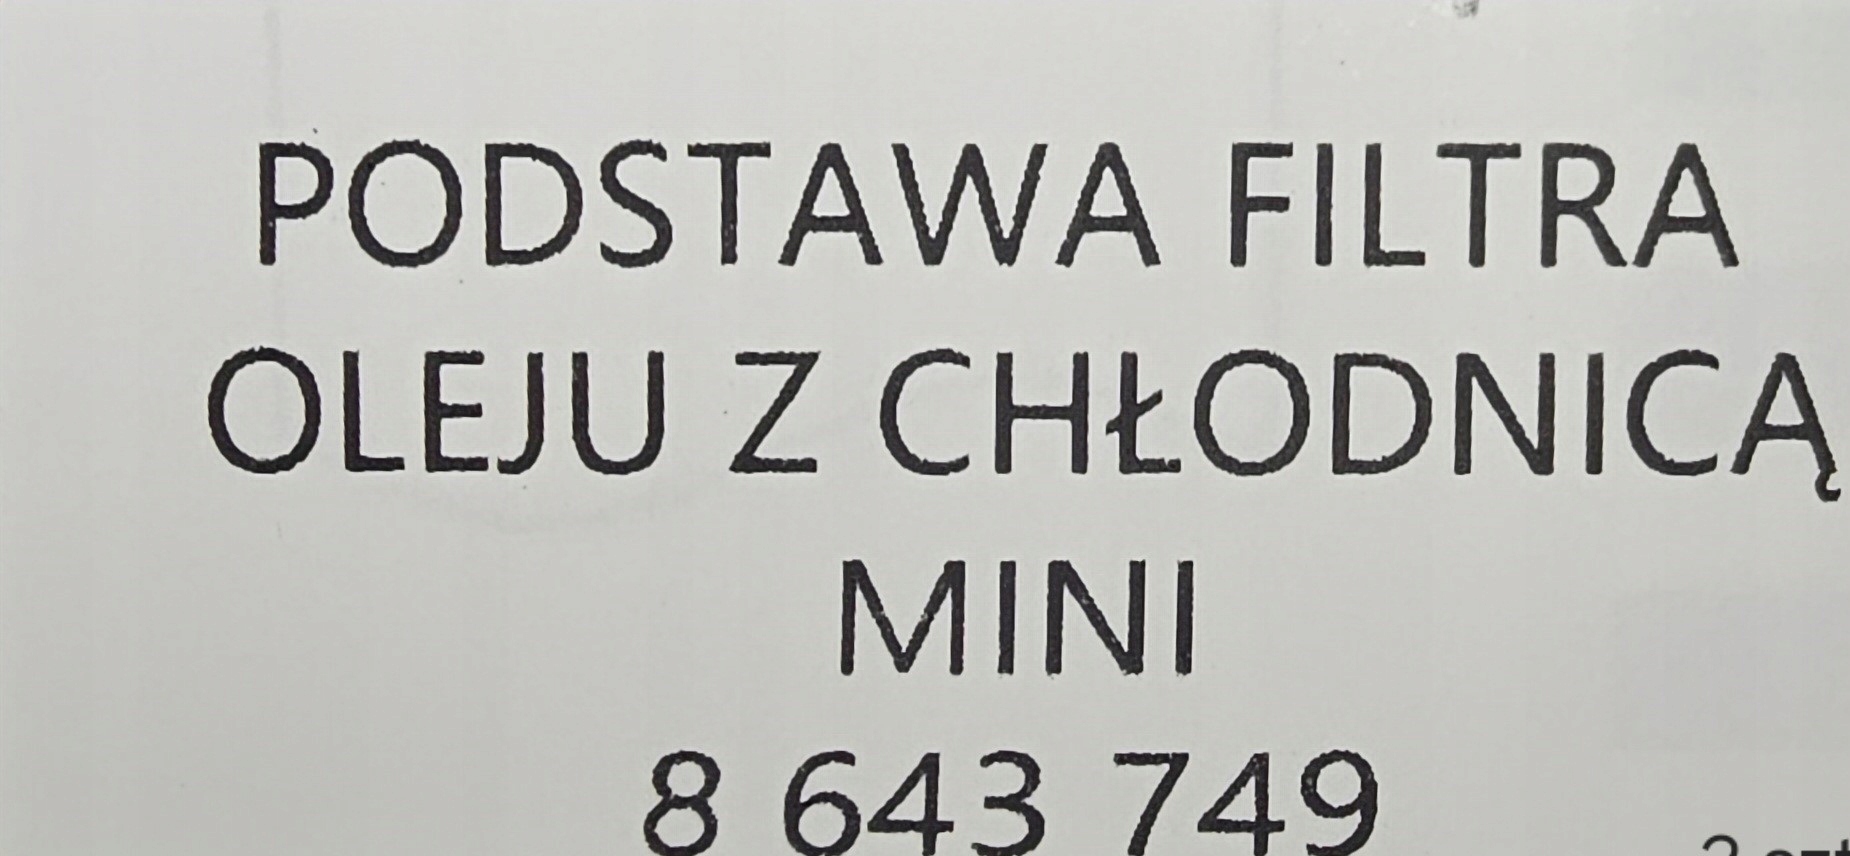 PODSTAWA FILTRA
OLEJU Z CHŁODNICĄ
MINI
8 643 749